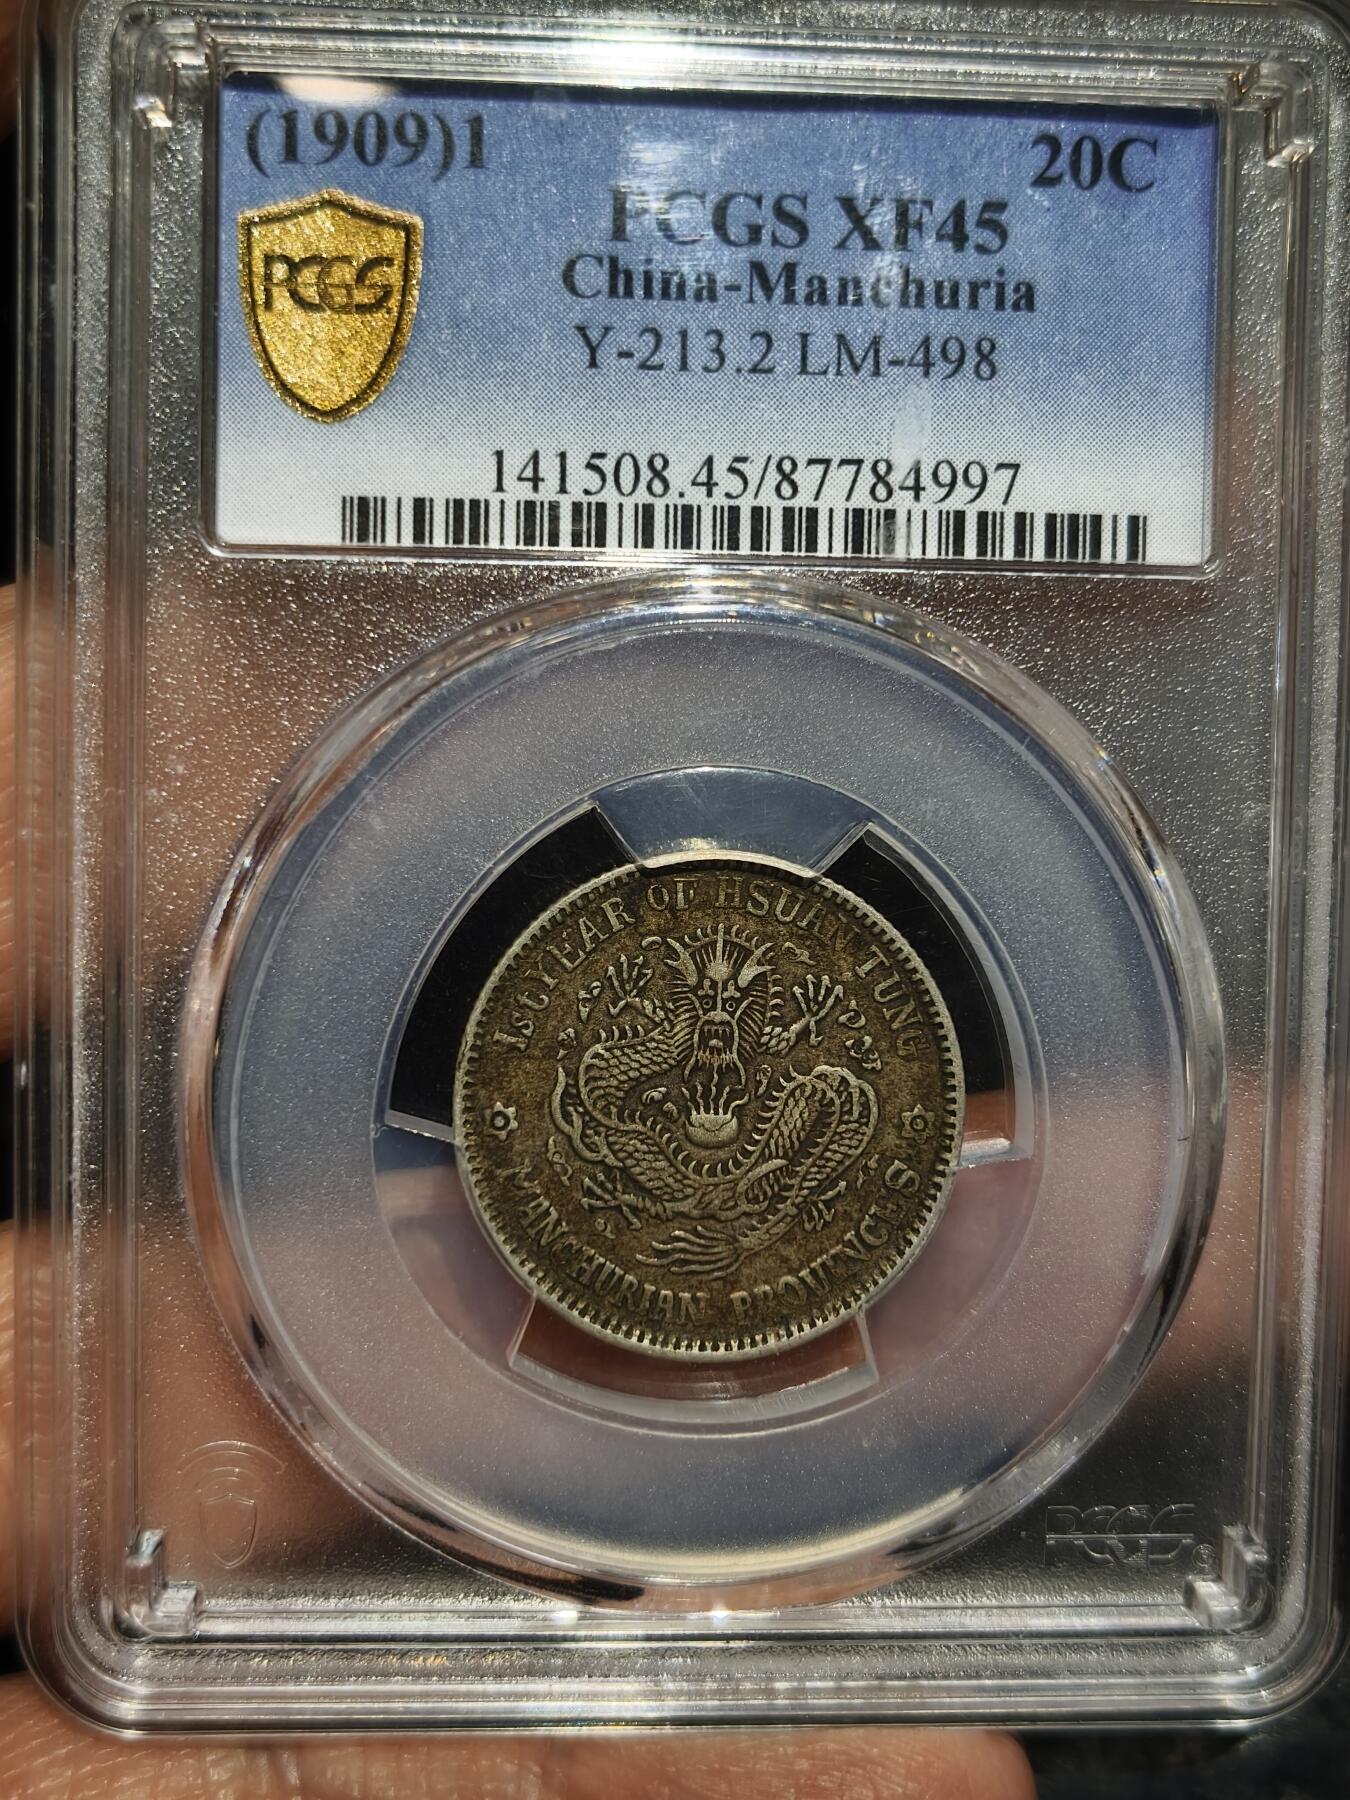 (1909)1 20C
PCGS XF45
PCGS
China-Manchuria
Y-213.2 LM-498
141508.45/87784997
1st YEAR OF HSUAN TUNG
MANCHURIAN PROVINCES
PCGS